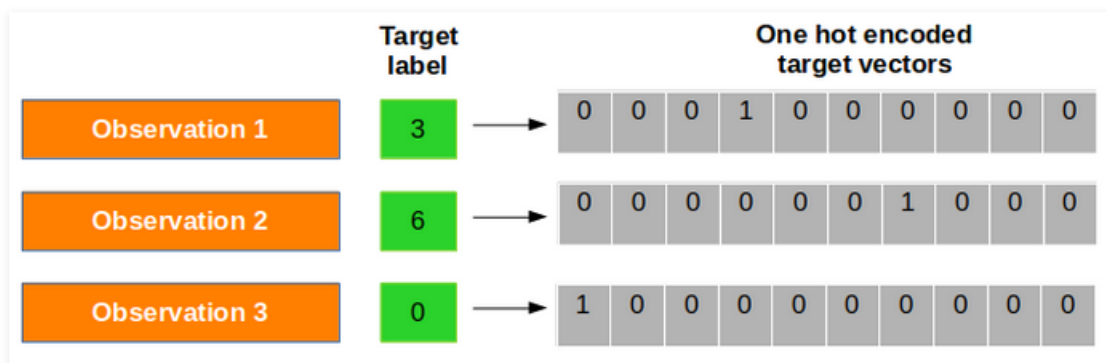 Target
label
One hot encoded
target vectors
Observation 1 3 0 0 0 1 0 0 0 0 0 0
Observation 2 6 0 0 0 0 0 0 1 0 0 0
Observation 3 0 1 0 0 0 0 0 0 0 0 0